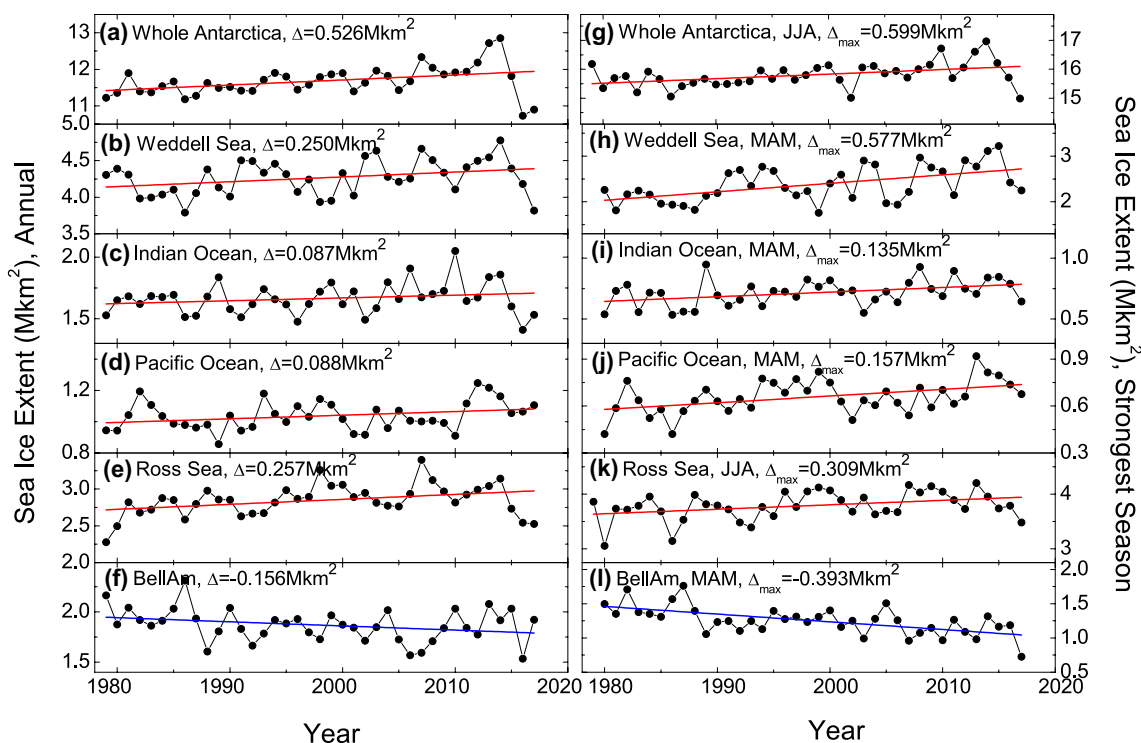 Sea Ice Extent (Mkm²), Annual
(a) Whole Antarctica, Δ=0.526Mkm²
13
12
11
5.0
(b) Weddell Sea, Δ=0.250Mkm²
4.5
4.0
3.5
(c) Indian Ocean, Δ=0.087Mkm²
2.0
1.5
(d) Pacific Ocean, Δ=0.088Mkm²
1.2
1.0
0.8
(e) Ross Sea, Δ=0.257Mkm²
3.0
2.5
2.0
(f) BellAm, Δ=-0.156Mkm²
2.0
1.5
1980 1990 2000 2010 2020
Year
(g) Whole Antarctica, JJA, Δmax=0.599Mkm²
17
16
15
(h) Weddell Sea, MAM, Δmax=0.577Mkm²
3
2
(i) Indian Ocean, MAM, Δmax=0.135Mkm²
1.0
0.5
(j) Pacific Ocean, MAM, Δmax=0.157Mkm²
0.9
0.6
0.3
(k) Ross Sea, JJA, Δmax=0.309Mkm²
4
3
(l) BellAm, MAM, Δmax=-0.393Mkm²
2.0
1.5
1.0
0.5
1980 1990 2000 2010 2020
Year
Sea Ice Extent (Mkm²), Strongest Season